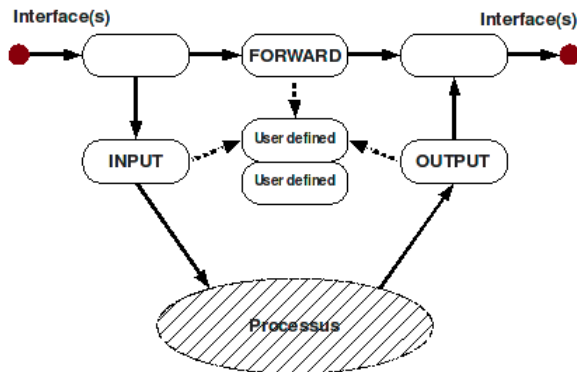 Interface(s)
Interface(s)
FORWARD
User defined
INPUT
OUTPUT
User defined
Processus